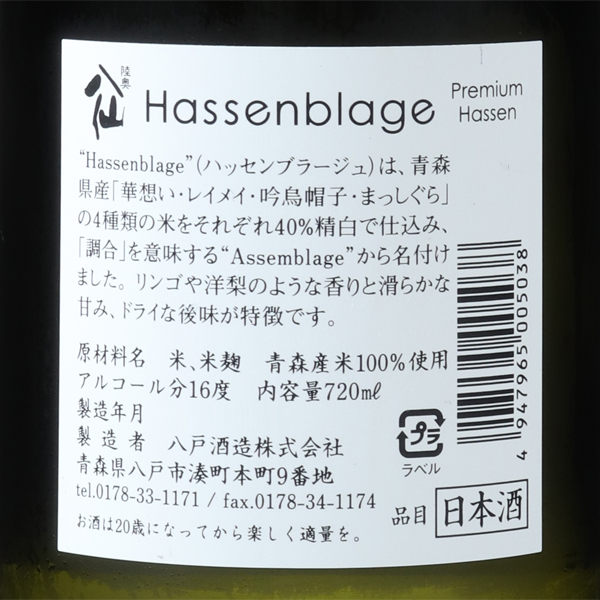 陸奥
八仙
Hassenblage
Premium
Hassen
“Hassenblage”(ハッセンブラージュ)は、青森
県産「華想い・レイメイ・吟烏帽子・まっしぐら」
の4種類の米をそれぞれ40%精白で仕込み、
「調合」を意味する“Assemblage”から名付け
ました。リンゴや洋梨のような香りと滑らかな
甘み、ドライな後味が特徴です。
原材料名 米、米麹 青森産米100%使用
アルコール分16度 内容量720㎖
製造年月
製造者 八戸酒造株式会社
青森県八戸市湊町本町9番地
tel.0178-33-1171 / fax.0178-34-1174
お酒は20歳になってから楽しく適量を。
プラ
ラベル
品目 日本酒
4 947965 005038